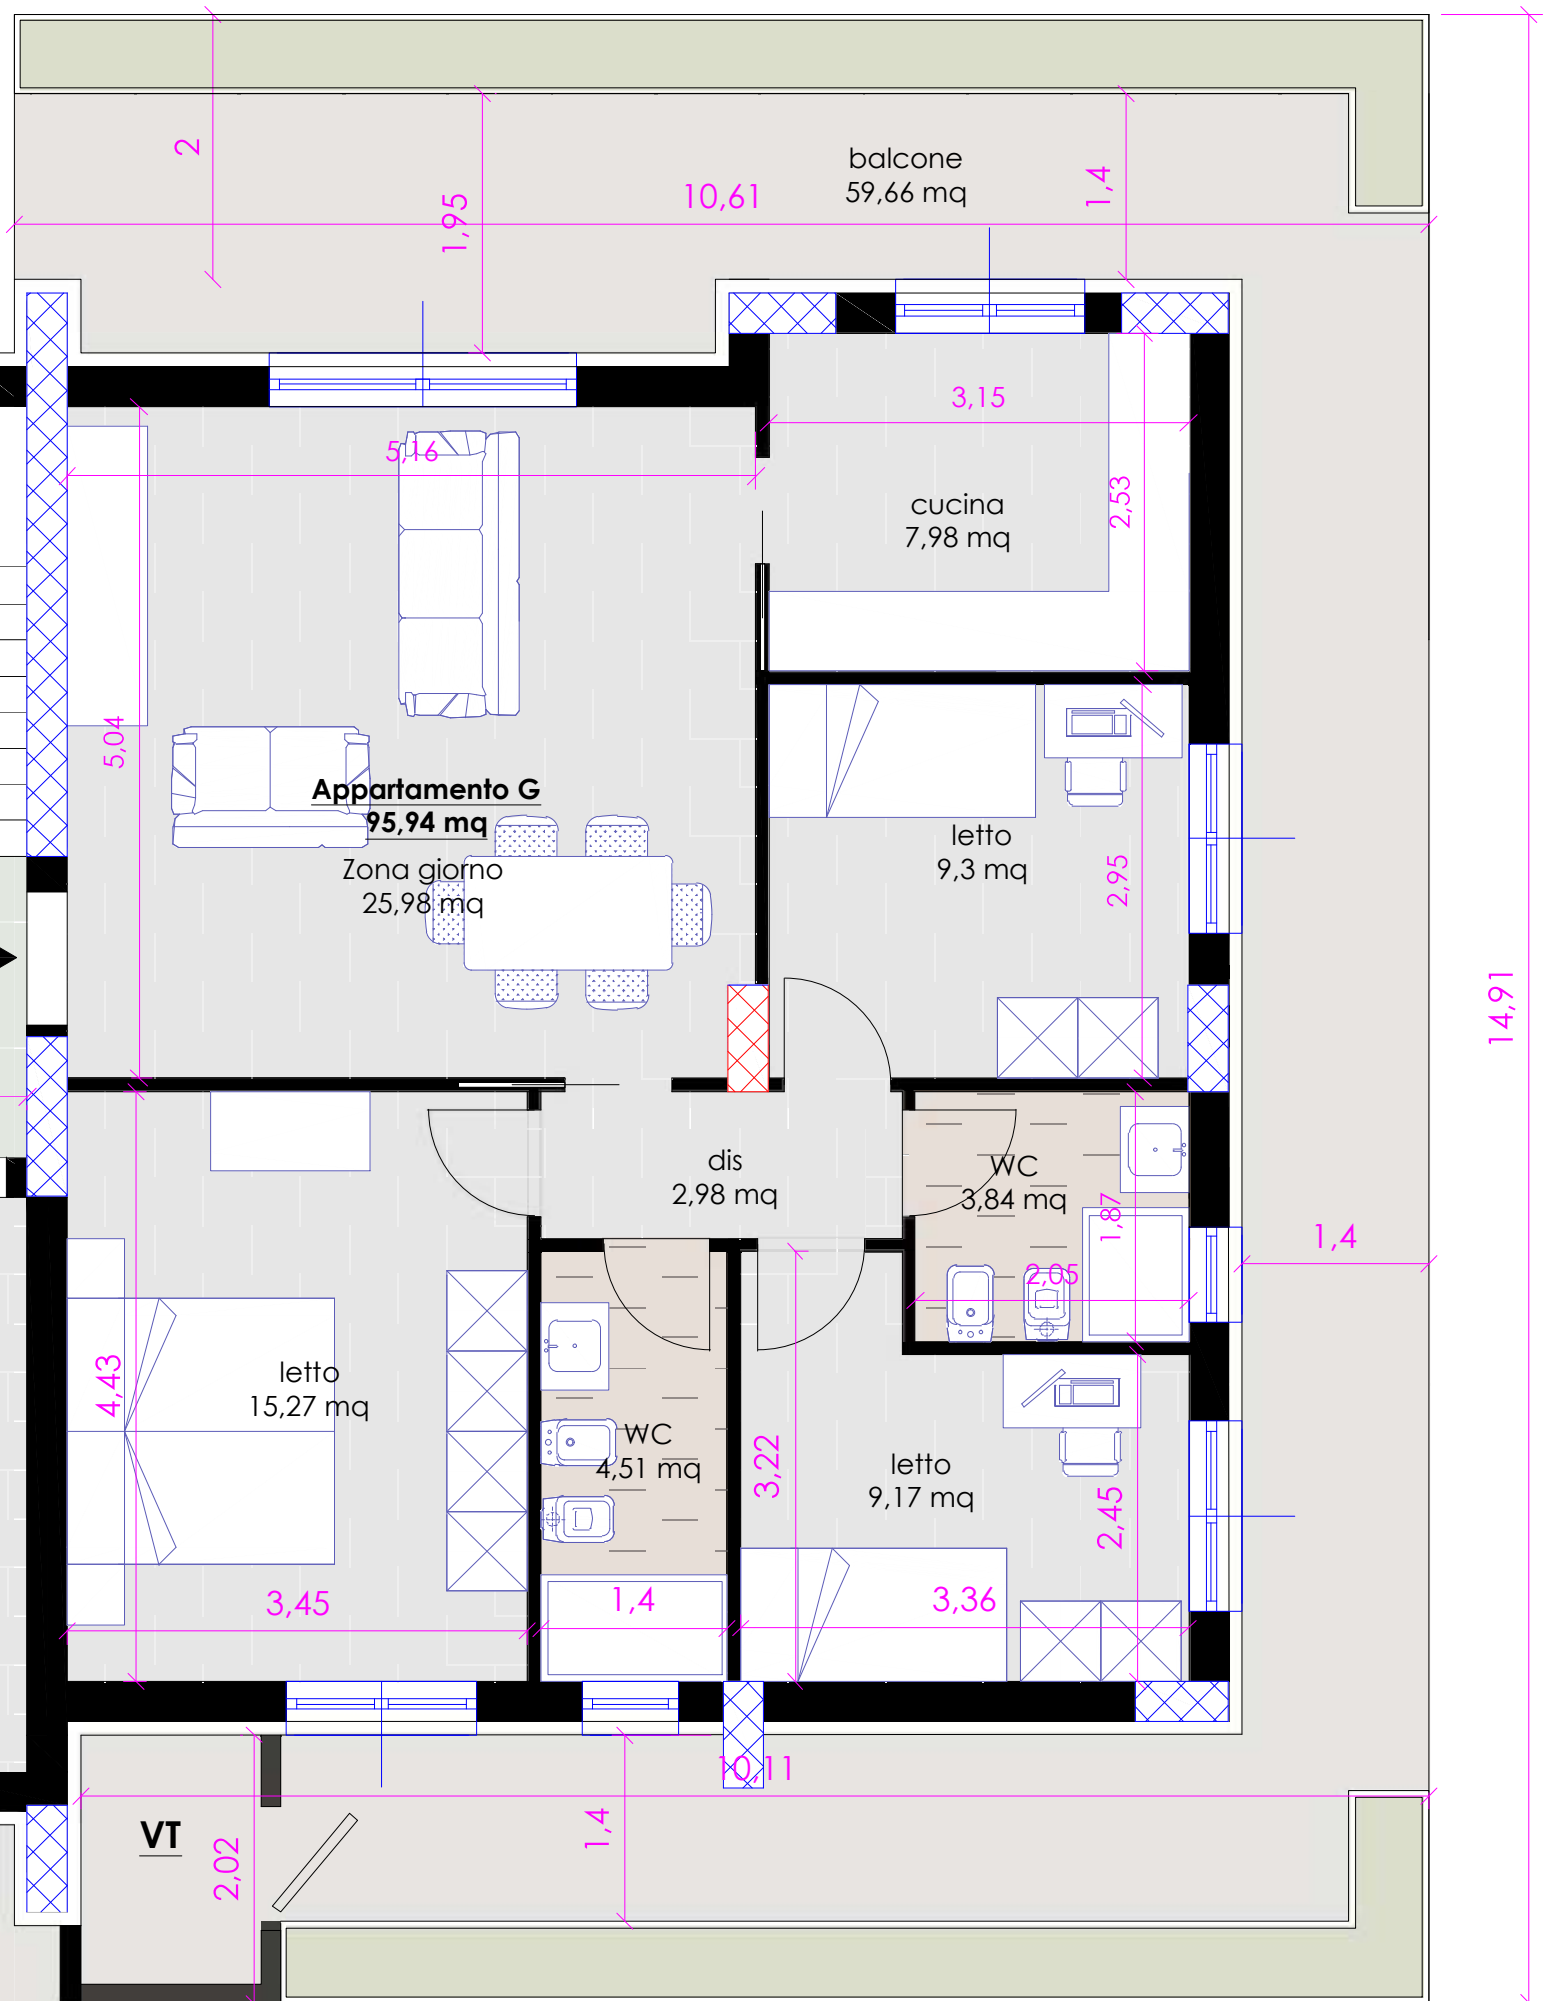 2
1,95
10,61
balcone
59,66 mq
1,4
5,16
3,15
cucina
7,98 mq
2,53
5,04
Appartamento G
95,94 mq
Zona giorno
25,98 mq
letto
9,3 mq
2,95
14,91
dis
2,98 mq
WC
3,84 mq
1,87
2,05
1,4
4,43
letto
15,27 mq
WC
4,51 mq
3,22
letto
9,17 mq
2,45
3,45
1,4
3,36
10,11
VT
2,02
1,4